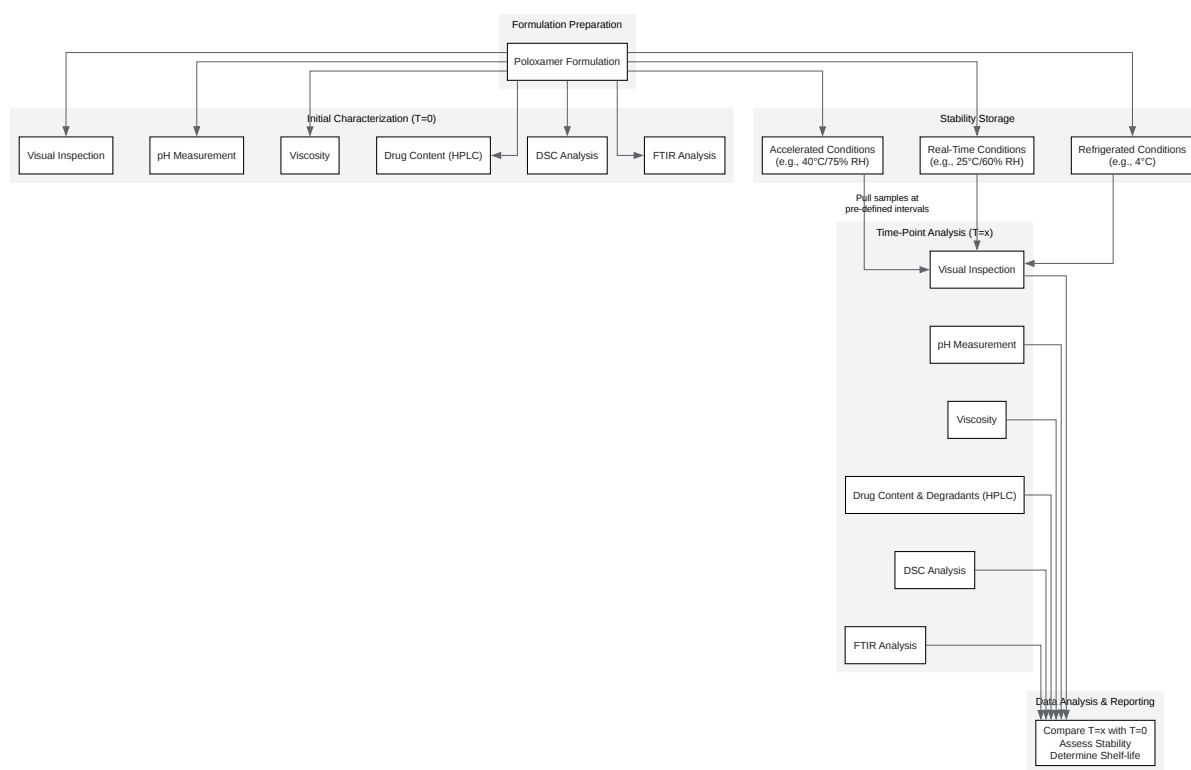 Formulation Preparation
Poloxamer Formulation
Initial Characterization (T=0)
Visual Inspection
pH Measurement
Viscosity
Drug Content (HPLC)
DSC Analysis
FTIR Analysis
Stability Storage
Accelerated Conditions
(e.g., 40°C/75% RH)
Real-Time Conditions
(e.g., 25°C/60% RH)
Refrigerated Conditions
(e.g., 4°C)
Pull samples at
pre-defined intervals
Time-Point Analysis (T=x)
Visual Inspection
pH Measurement
Viscosity
Drug Content & Degradants (HPLC)
DSC Analysis
FTIR Analysis
Data Analysis & Reporting
Compare T=x with T=0
Assess Stability
Determine Shelf-life